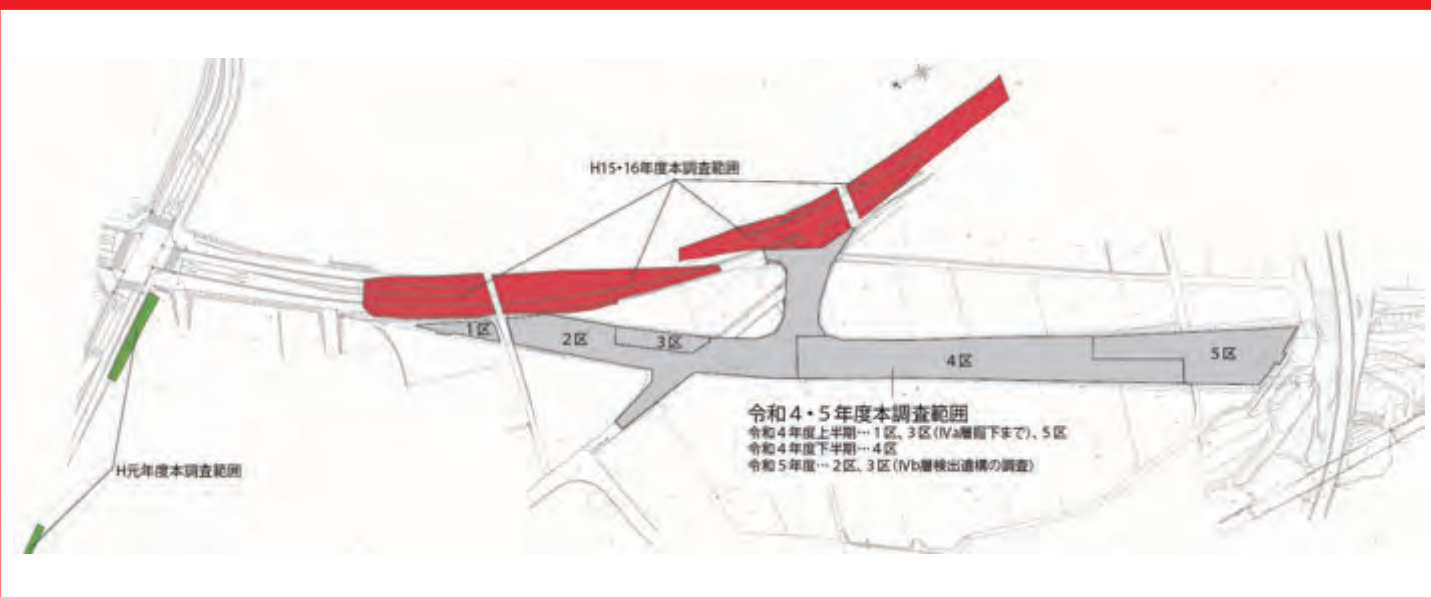 H15・16年度本調査範囲
1区
2区
3区
4区
5区
令和4・5年度本調査範囲
令和4年度上半期…1区、3区(Ⅳa層掘下まで)、5区
令和4年度下半期…4区
令和5年度…2区、3区(Ⅳb層検出遺構の調査)
H元年度本調査範囲